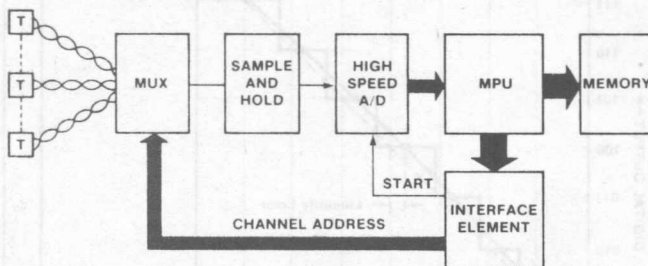 T
T
T
MUX
SAMPLE
AND
HOLD
HIGH
SPEED
A/D
MPU
MEMORY
START
CHANNEL ADDRESS
INTERFACE
ELEMENT